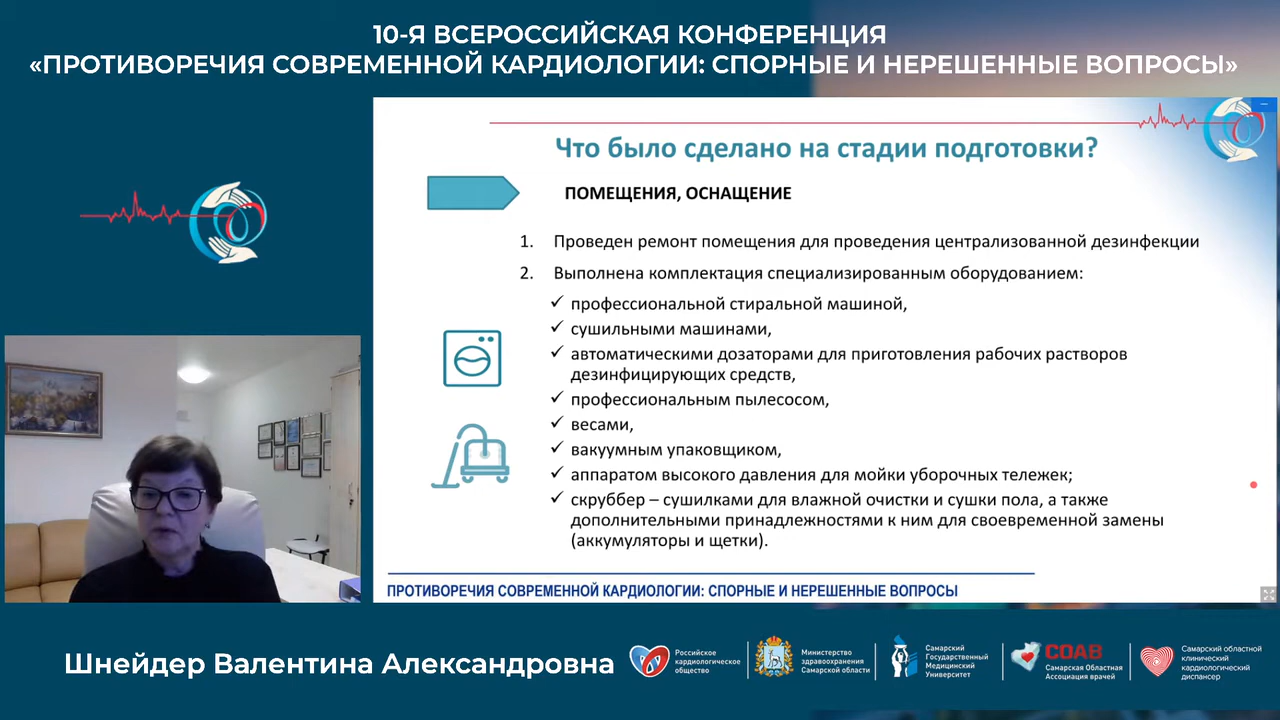 10-Я ВСЕРОССИЙСКАЯ КОНФЕРЕНЦИЯ
«ПРОТИВОРЕЧИЯ СОВРЕМЕННОЙ КАРДИОЛОГИИ: СПОРНЫЕ И НЕРЕШЕННЫЕ ВОПРОСЫ»
Что было сделано на стадии подготовки?
ПОМЕЩЕНИЯ, ОСНАЩЕНИЕ
1. Проведен ремонт помещения для проведения централизованной дезинфекции
2. Выполнена комплектация специализированным оборудованием:
✓ профессиональной стиральной машиной,
✓ сушильными машинами,
✓ автоматическими дозаторами для приготовления рабочих растворов
дезинфицирующих средств,
✓ профессиональным пылесосом,
✓ весами,
✓ вакуумным упаковщиком,
✓ аппаратом высокого давления для мойки уборочных тележек;
✓ скруббер – сушилками для влажной очистки и сушки пола, а также
дополнительными принадлежностями к ним для своевременной замены
(аккумуляторы и щетки).
ПРОТИВОРЕЧИЯ СОВРЕМЕННОЙ КАРДИОЛОГИИ: СПОРНЫЕ И НЕРЕШЕННЫЕ ВОПРОСЫ
Шнейдер Валентина Александровна
Российское
кардиологическое
общество
Министерство
здравоохранения
Самарской области
Самарский
Государственный
Медицинский
Университет
СОАВ
Самарская Областная
Ассоциация врачей
Самарский областной
клинический
кардиологический
диспансер